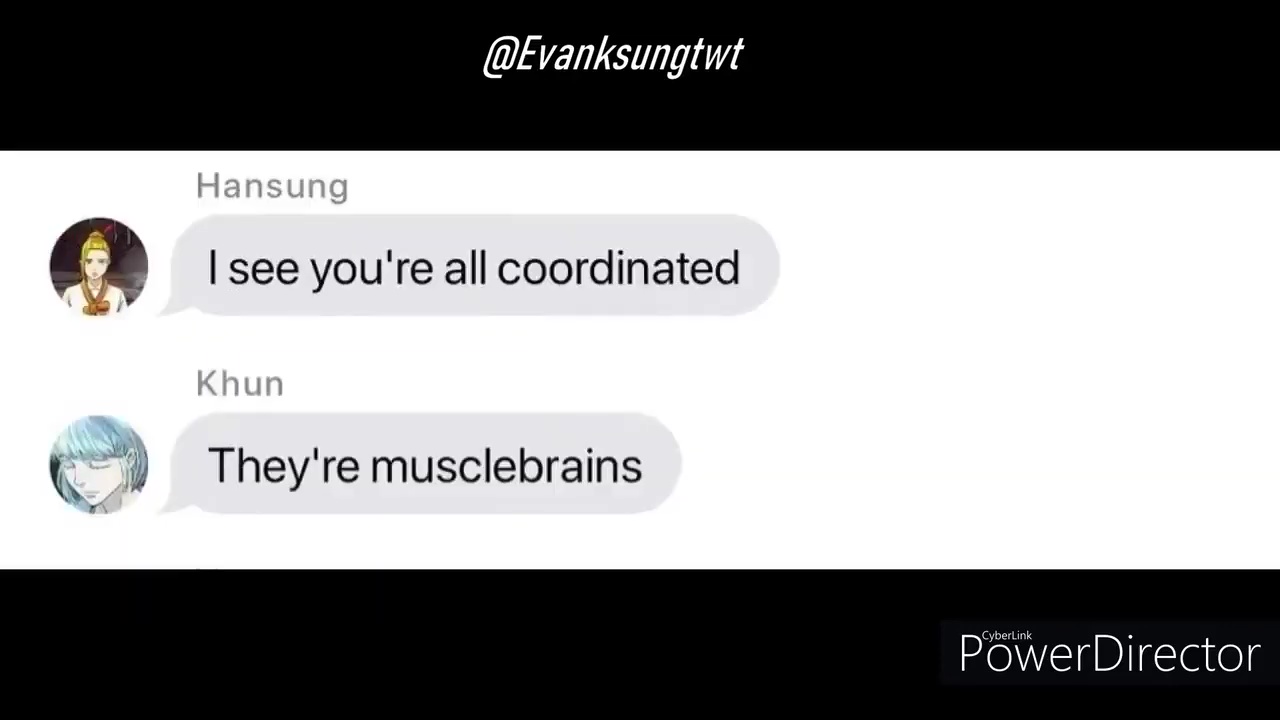 @Evanksungtwt
Hansung
I see you're all coordinated
Khun
They're musclebrains
CyberLink
PowerDirector